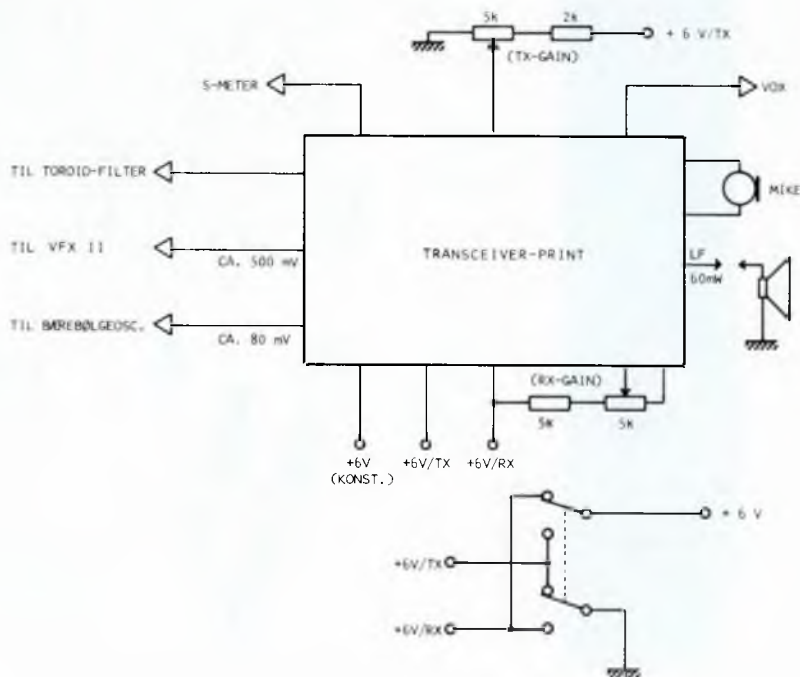 5k
2k
+ 6 V/TX
(TX-GAIN)
S-METER
VOX
TIL TOROID-FILTER
MIKE
TIL VFX II
CA. 500 mV
TRANSCEIVER-PRINT
LF
60mW
TIL BÆREBØLGEOSC.
CA. 80 mV
(RX-GAIN)
5k
5k
+6V
(KONST.)
+6V/TX
+6V/RX
+ 6 V
+6V/TX
+6V/RX